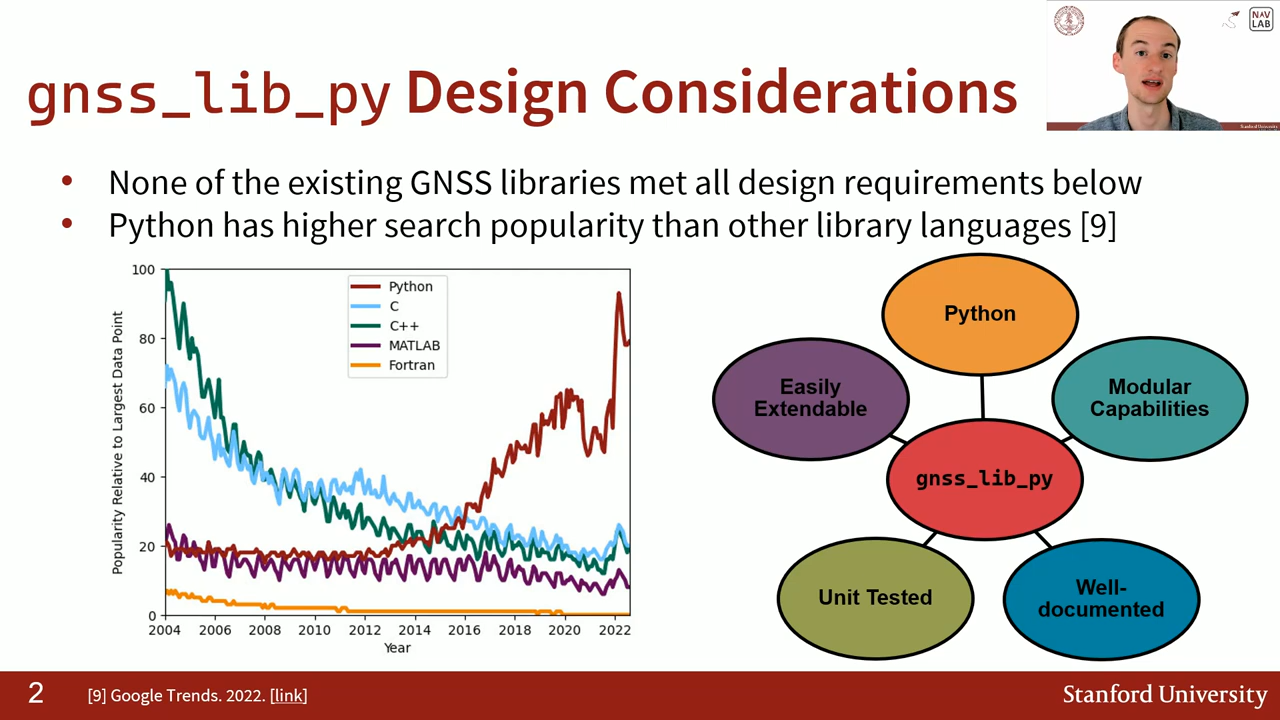 NAV
LAB
Stanford University
gnss_lib_py Design Considerations
• None of the existing GNSS libraries met all design requirements below
• Python has higher search popularity than other library languages [9]
100
80
60
40
20
0
2004 2006 2008 2010 2012 2014 2016 2018 2020 2022
Popularity Relative to Largest Data Point
Year
Python
C
C++
MATLAB
Fortran
Python
Easily
Extendable
Modular
Capabilities
gnss_lib_py
Unit Tested
Well-
documented
2
[9] Google Trends. 2022. [link]
Stanford University